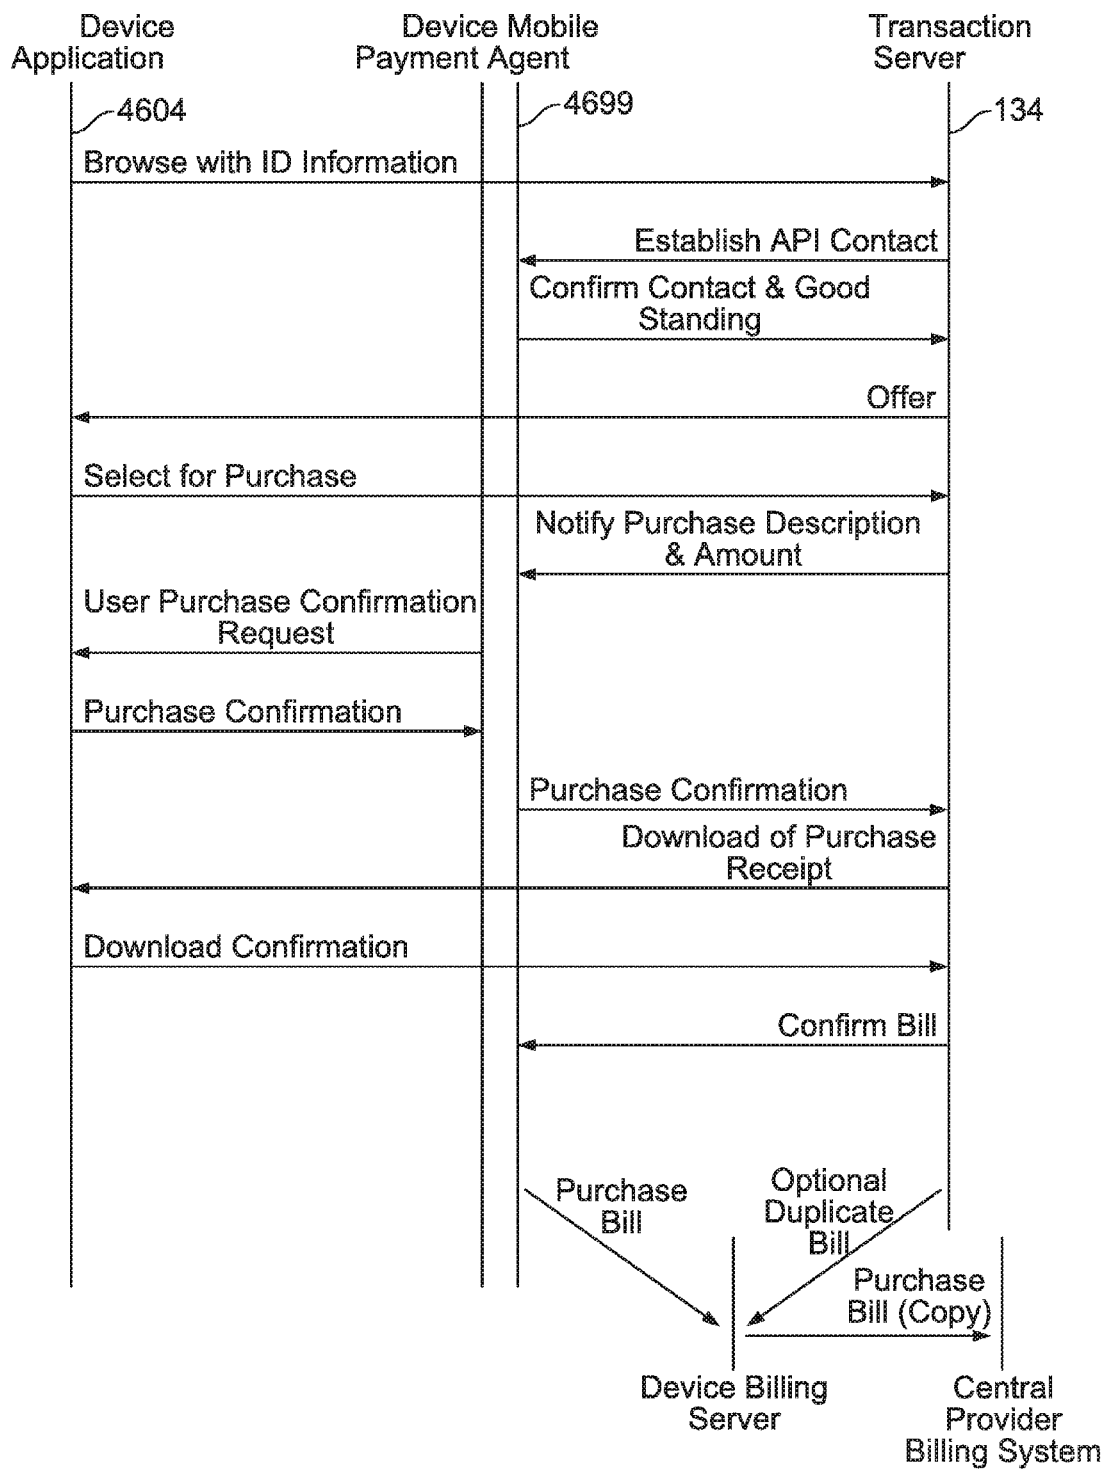 Device
Application
Device Mobile
Payment Agent
Transaction
Server
4604
4699
134
Browse with ID Information
Establish API Contact
Confirm Contact & Good
Standing
Offer
Select for Purchase
Notify Purchase Description
& Amount
User Purchase Confirmation
Request
Purchase Confirmation
Purchase Confirmation
Download of Purchase
Receipt
Download Confirmation
Confirm Bill
Purchase
Bill
Optional
Duplicate
Bill
Purchase
Bill (Copy)
Device Billing
Server
Central
Provider
Billing System